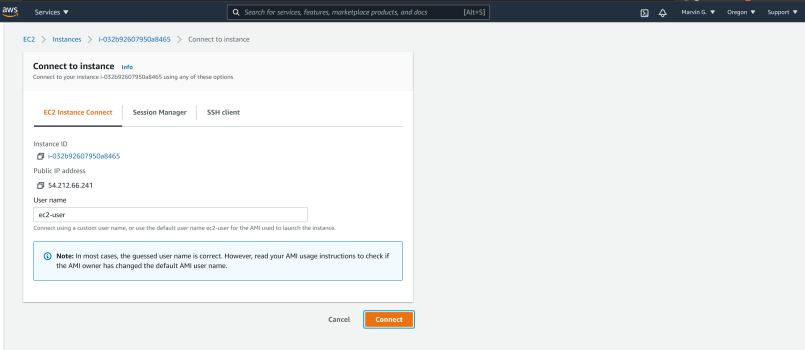 aws
Services ▼
Search for services, features, marketplace products, and docs [Alt+S]
Marvin G. ▼ Oregon ▼ Support ▼
EC2 > Instances > i-032b92607950a8465 > Connect to instance
Connect to instance Info
Connect to your instance i-032b92607950a8465 using any of these options
EC2 Instance Connect Session Manager SSH client
Instance ID
i-032b92607950a8465
Public IP address
54.212.66.241
User name
ec2-user
Connect using a custom user name, or use the default user name ec2-user for the AMI used to launch the instance.
Note: In most cases, the guessed user name is correct. However, read your AMI usage instructions to check if
the AMI owner has changed the default AMI user name.
Cancel Connect